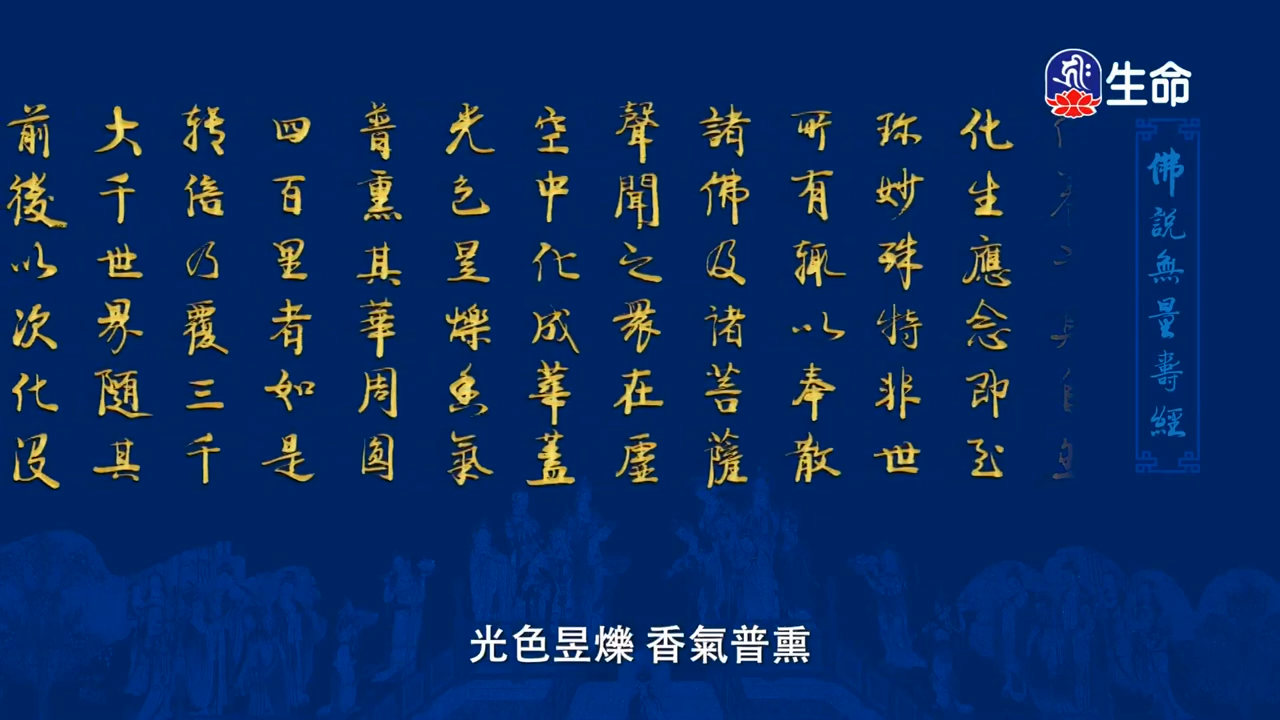 生命
佛說無量壽經
化生應念即至
珍妙殊特非世
所有輒以奉散
諸佛及諸菩薩
聲聞之衆在虛
空中化成華蓋
光色昱爍香氣
普熏其華周圓
四百里者如是
轉倍乃覆三千
大千世界隨其
前後以次化沒
光色昱爍 香氣普熏